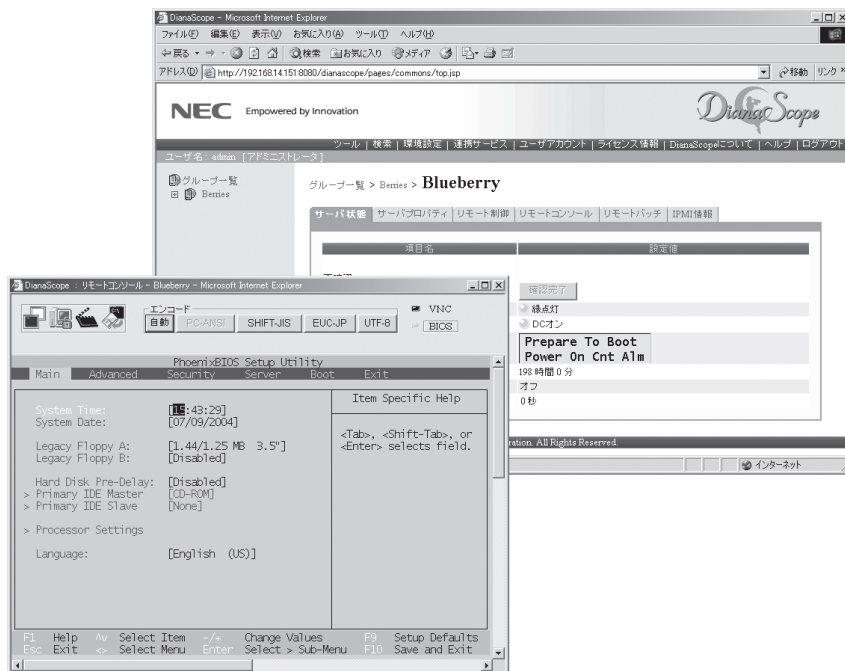 DianaScope - Microsoft Internet Explorer
ファイル(F) 編集(E) 表示(V) お気に入り(A) ツール(T) ヘルプ(H)
戻る 検索 お気に入り メディア
アドレス(D) http://192.168.14.151:8080/dianascope/pages/commons/top.jsp 移動 リンク
NEC Empowered by Innovation
DianaScope
ツール | 検索 | 環境設定 | 連携サービス | ユーザアカウント | ライセンス情報 | DianaScopeについて | ヘルプ | ログアウト
ユーザ名: admin [アドミニストレータ]
グループ一覧
Berries
グループ一覧 > Berries > Blueberry
サーバ状態 サーバプロパティ リモート制御 リモートコンソール リモートバッチ IPMI情報
項目名 設定値
確認完了
緑点灯
DCオン
Prepare To Boot
Power On Cnt Alm
198 時間 0 分
オフ
0 秒
ration. All Rights Reserved.
インターネット
DianaScope : リモートコンソール - Blueberry - Microsoft Internet Explorer
エンコード
自動 PC-ANSI SHIFT-JIS EUC-JP UTF-8
VNC
BIOS
PhoenixBIOS Setup Utility
Main Advanced Security Server Boot Exit
Item Specific Help
System Time: [15:43:29]
System Date: [07/09/2004]
<Tab>, <Shift-Tab>, or
<Enter> selects field.
Legacy Floppy A: [1.44/1.25 MB 3.5"]
Legacy Floppy B: [Disabled]
Hard Disk Pre-Delay: [Disabled]
> Primary IDE Master [CD-ROM]
> Primary IDE Slave [None]
> Processor Settings
Language: [English (US)]
F1 Help ^v Select Item -/+ Change Values F9 Setup Defaults
Esc Exit <> Select Menu Enter Select > Sub-Menu F10 Save and Exit